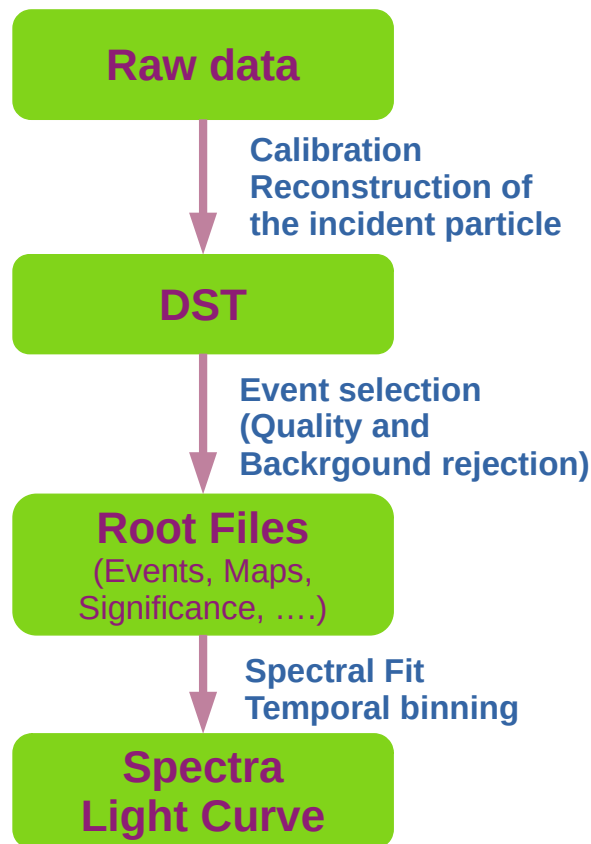 Raw data
Calibration
Reconstruction of
the incident particle
DST
Event selection
(Quality and
Backrgound rejection)
Root Files
(Events, Maps,
Significance, ....)
Spectral Fit
Temporal binning
Spectra
Light Curve